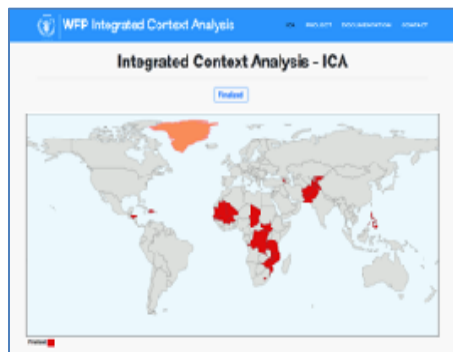 WFP Integrated Context Analysis
ICA PROJECT DOCUMENTATION CONTACT
Integrated Context Analysis - ICA
Finalized
Finalized